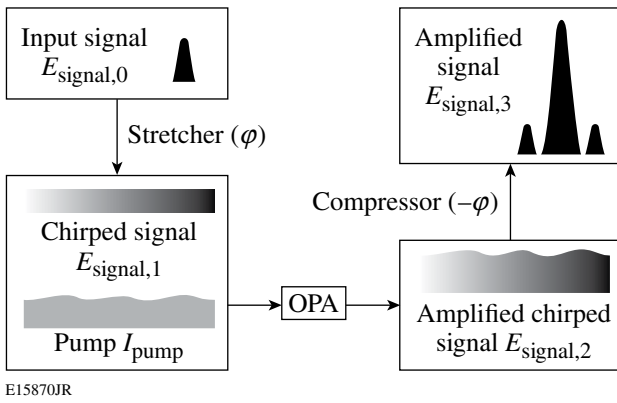 Input signal
E_signal,0
Stretcher (φ)
Chirped signal
E_signal,1
Pump I_pump
OPA
Amplified
signal
E_signal,3
Compressor (–φ)
Amplified chirped
signal E_signal,2
E15870JR